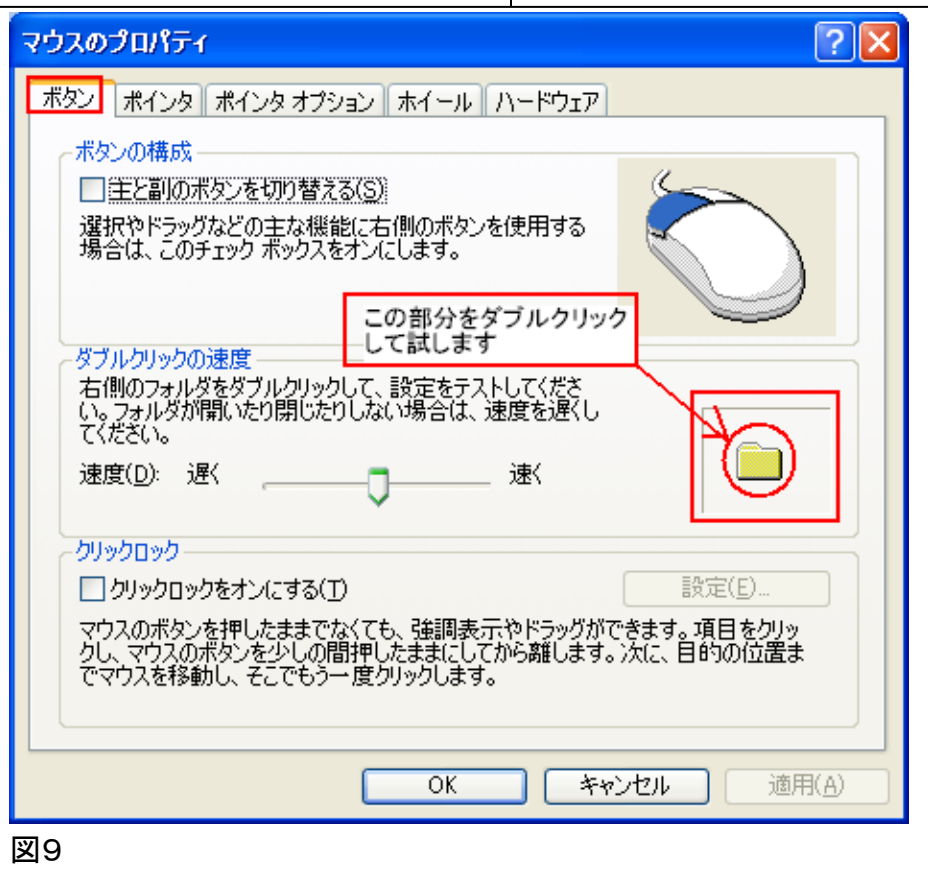 マウスのプロパティ
ボタン ポインタ ポインタ オプション ホイール ハードウェア
ボタンの構成
主と副のボタンを切り替える(S)
選択やドラッグなどの主な機能に右側のボタンを使用する
場合は、このチェック ボックスをオンにします。
この部分をダブルクリック
して試します
ダブルクリックの速度
右側のフォルダをダブルクリックして、設定をテストしてくださ
い。フォルダが開いたり閉じたりしない場合は、速度を遅くし
てください。
速度(D): 遅く 速く
クリックロック
クリックロックをオンにする(T) 設定(E)...
マウスのボタンを押したままでなくても、強調表示やドラッグができます。項目をクリッ
クし、マウスのボタンを少しの間押したままにしてから離します。次に、目的の位置ま
でマウスを移動し、そこでもう一度クリックします。
OK キャンセル 適用(A)
図9